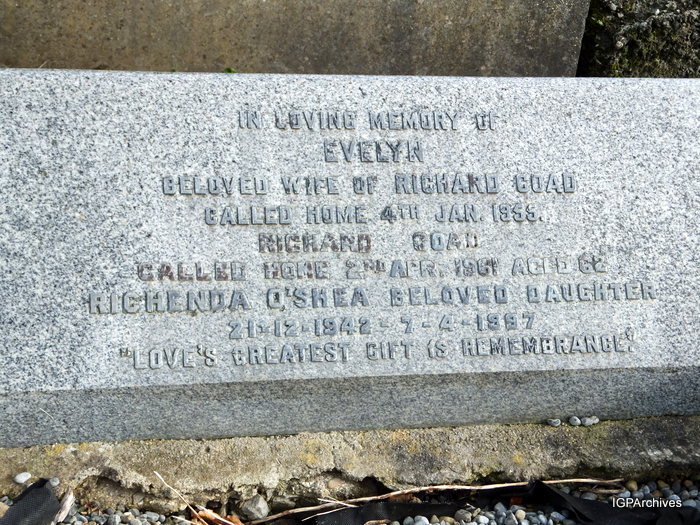 IN LOVING MEMORY OF
EVELYN
BELOVED WIFE OF RICHARD GOAD
CALLED HOME 4TH JAN. 1955.
RICHARD GOAD
CALLED HOME 2ND APR. 1961 AGED 62
RICHENDA O'SHEA BELOVED DAUGHTER
21-12-1942 - 7-4-1997
"LOVE'S GREATEST GIFT IS REMEMBRANCE."
IGPArchives